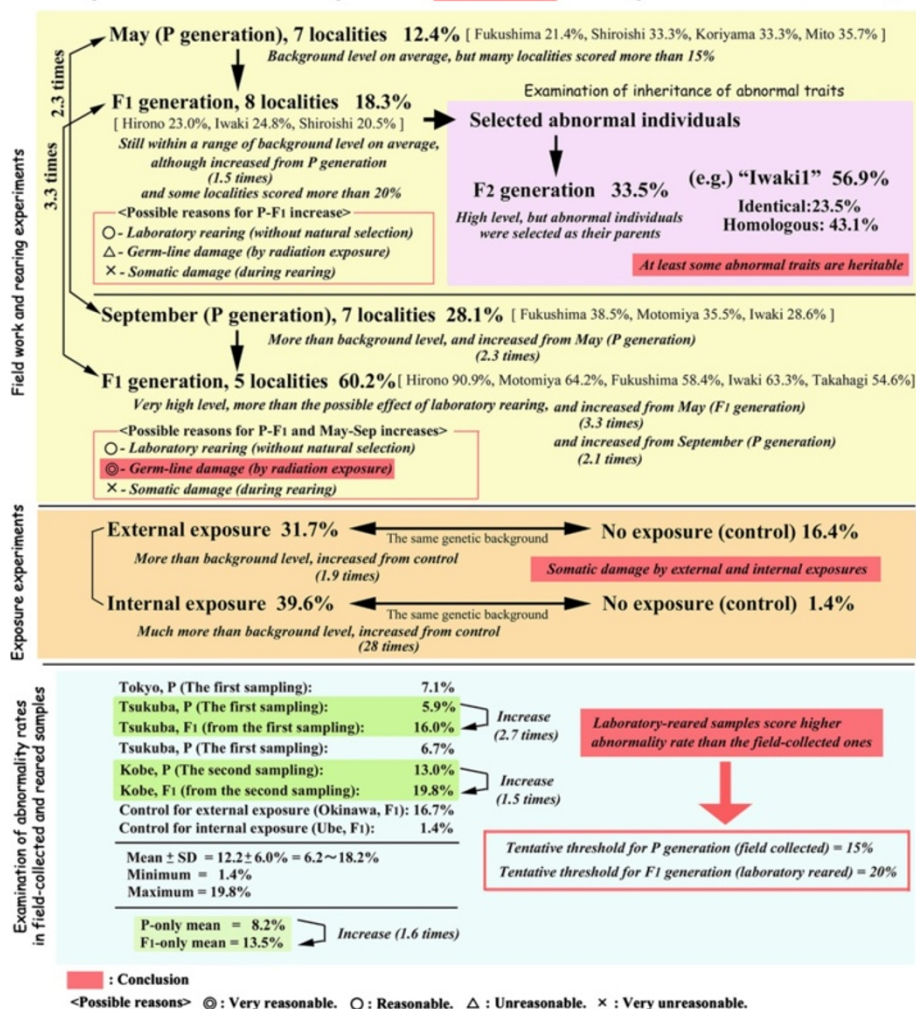 May (P generation), 7 localities 12.4% [ Fukushima 21.4%, Shiroishi 33.3%, Koriyama 33.3%, Mito 35.7% ]
Background level on average, but many localities scored more than 15%
2.3 times
3.3 times
Field work and rearing experiments
F1 generation, 8 localities 18.3%
[ Hirono 23.0%, Iwaki 24.8%, Shiroishi 20.5% ]
Still within a range of background level on average,
although increased from P generation
(1.5 times)
and some localities scored more than 20%
<Possible reasons for P-F1 increase>
○- Laboratory rearing (without natural selection)
△- Germ-line damage (by radiation exposure)
× - Somatic damage (during rearing)
Examination of inheritance of abnormal traits
Selected abnormal individuals
F2 generation 33.5%
High level, but abnormal individuals
were selected as their parents
(e.g.) “Iwaki1” 56.9%
Identical:23.5%
Homologous: 43.1%
At least some abnormal traits are heritable
September (P generation), 7 localities 28.1% [ Fukushima 38.5%, Motomiya 35.5%, Iwaki 28.6% ]
More than background level, and increased from May (P generation)
(2.3 times)
F1 generation, 5 localities 60.2%[ Hirono 90.9%, Motomiya 64.2%, Fukushima 58.4%, Iwaki 63.3%, Takahagi 54.6%]
Very high level, more than the possible effect of laboratory rearing, and increased from May (F1 generation)
(3.3 times)
and increased from September (P generation)
(2.1 times)
<Possible reasons for P-F1 and May-Sep increases>
○- Laboratory rearing (without natural selection)
◎- Germ-line damage (by radiation exposure)
× - Somatic damage (during rearing)
Exposure experiments
External exposure 31.7%
The same genetic background
No exposure (control) 16.4%
More than background level, increased from control
(1.9 times)
Somatic damage by external and internal exposures
Internal exposure 39.6%
The same genetic background
No exposure (control) 1.4%
Much more than background level, increased from control
(28 times)
Examination of abnormality rates
in field-collected and reared samples
Tokyo, P (The first sampling): 7.1%
Tsukuba, P (The first sampling): 5.9%
Tsukuba, F1 (from the first sampling): 16.0%
Increase
(2.7 times)
Tsukuba, P (The first sampling): 6.7%
Kobe, P (The second sampling): 13.0%
Kobe, F1 (from the second sampling): 19.8%
Increase
(1.5 times)
Control for external exposure (Okinawa, F1): 16.7%
Control for internal exposure (Ube, F1): 1.4%
Mean ± SD = 12.2±6.0% = 6.2～18.2%
Minimum = 1.4%
Maximum = 19.8%
P-only mean = 8.2%
F1-only mean = 13.5%
Increase (1.6 times)
Laboratory-reared samples score higher
abnormality rate than the field-collected ones
Tentative threshold for P generation (field collected) = 15%
Tentative threshold for F1 generation (laboratory reared) = 20%
: Conclusion
<Possible reasons> ◎ : Very reasonable. ○ : Reasonable. △ : Unreasonable. × : Very unreasonable.